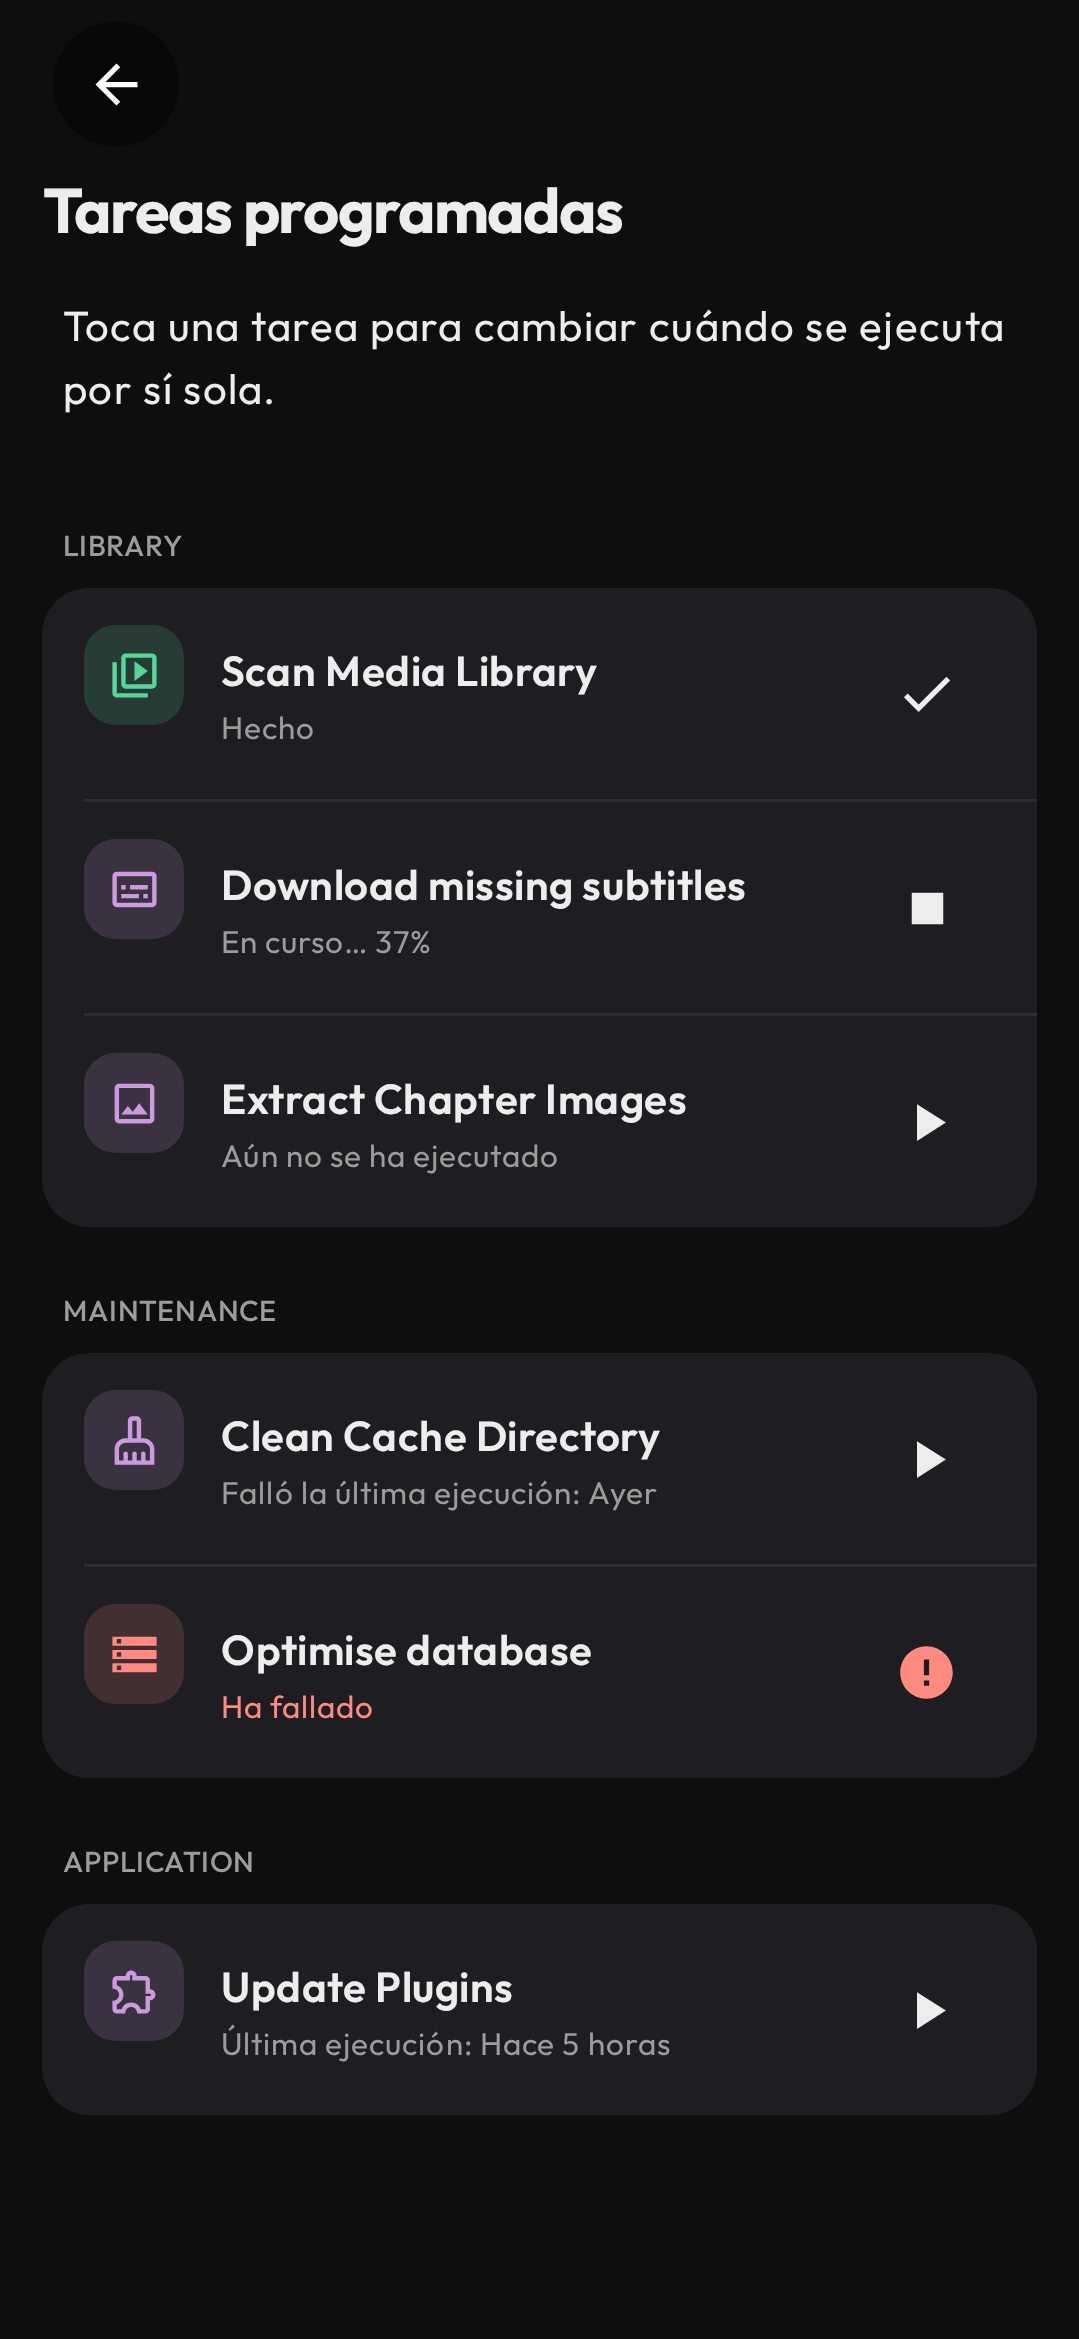 Tareas programadas
Toca una tarea para cambiar cuándo se ejecuta
por sí sola.
LIBRARY
Scan Media Library
Hecho
Download missing subtitles
En curso... 37%
Extract Chapter Images
Aún no se ha ejecutado
MAINTENANCE
Clean Cache Directory
Falló la última ejecución: Ayer
Optimise database
Ha fallado
APPLICATION
Update Plugins
Última ejecución: Hace 5 horas